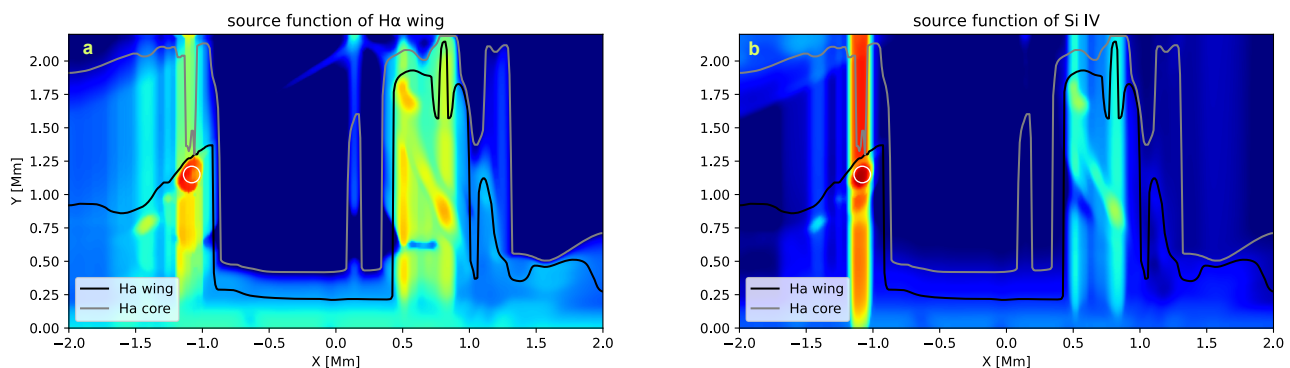 source function of Hα wing
a
2.00
1.75
1.50
1.25
1.00
0.75
0.50
0.25
0.00
Y [Mm]
Ha wing
Ha core
−2.0 −1.5 −1.0 −0.5 0.0 0.5 1.0 1.5 2.0
X [Mm]
source function of Si IV
b
2.00
1.75
1.50
1.25
1.00
0.75
0.50
0.25
0.00
Ha wing
Ha core
−2.0 −1.5 −1.0 −0.5 0.0 0.5 1.0 1.5 2.0
X [Mm]